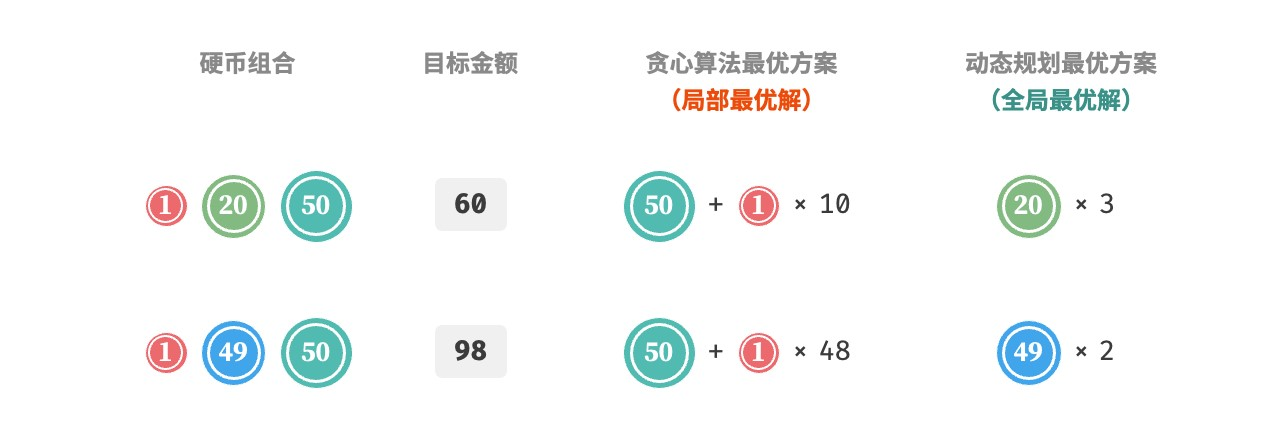 硬币组合 目标金额 贪心算法最优方案 动态规划最优方案
（局部最优解） （全局最优解）
1 20 50 60 50 + 1 × 10 20 × 3
1 49 50 98 50 + 1 × 48 49 × 2